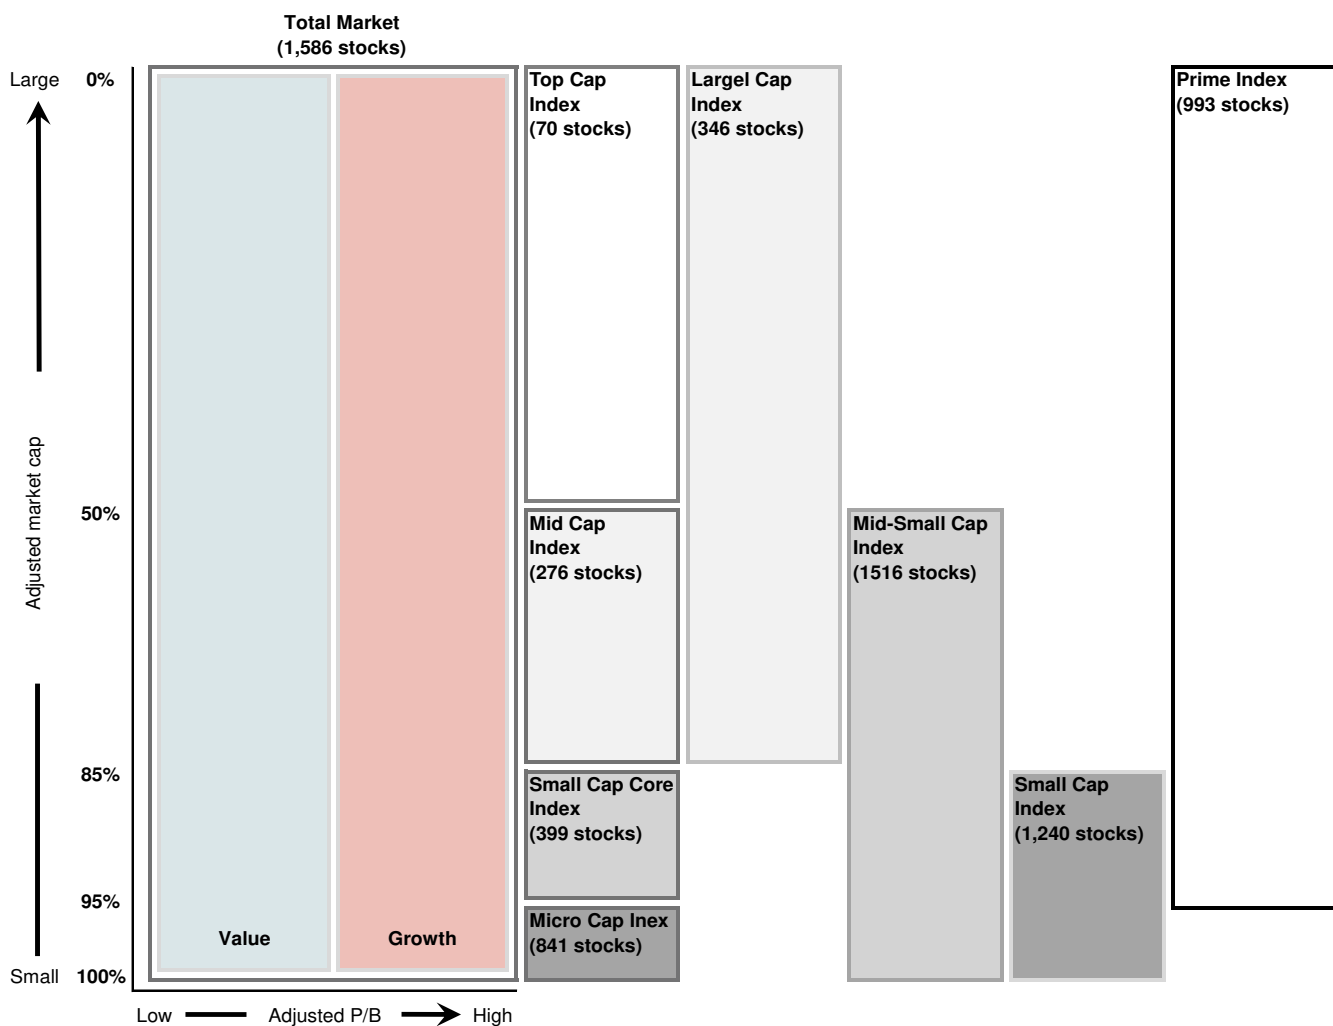 Total Market
(1,586 stocks)
Large
0%
Top Cap
Index
(70 stocks)
Largel Cap
Index
(346 stocks)
Prime Index
(993 stocks)
Adjusted market cap
50%
Mid Cap
Index
(276 stocks)
Mid-Small Cap
Index
(1516 stocks)
85%
Small Cap Core
Index
(399 stocks)
Small Cap
Index
(1,240 stocks)
95%
Micro Cap Inex
(841 stocks)
Value
Growth
Small
100%
Low
Adjusted P/B
High